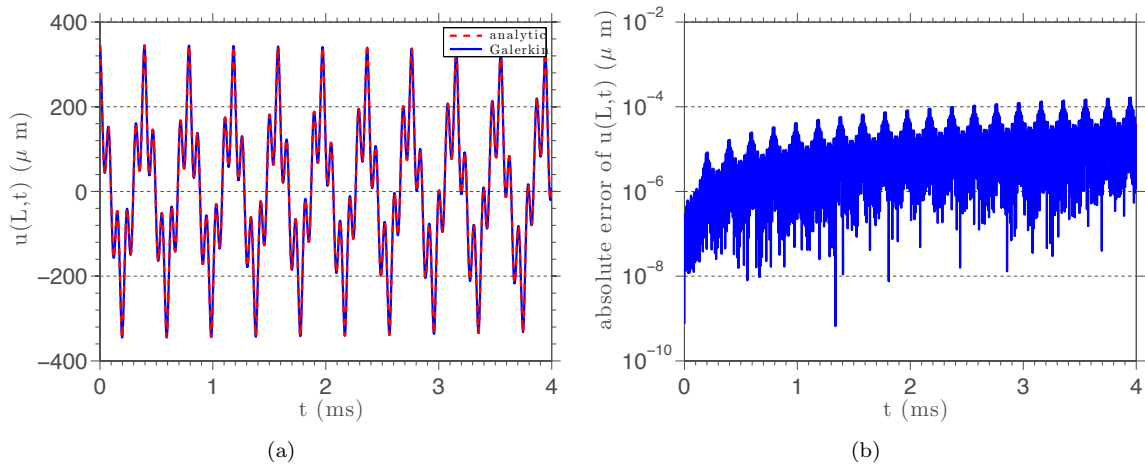 400
200
0
−200
−400
u(L,t) (μ m)
analytic
Galerkin
0 1 2 3 4
t (ms)
(a)
10⁻²
10⁻⁴
10⁻⁶
10⁻⁸
10⁻¹⁰
absolute error of u(L,t) (μ m)
0 1 2 3 4
t (ms)
(b)